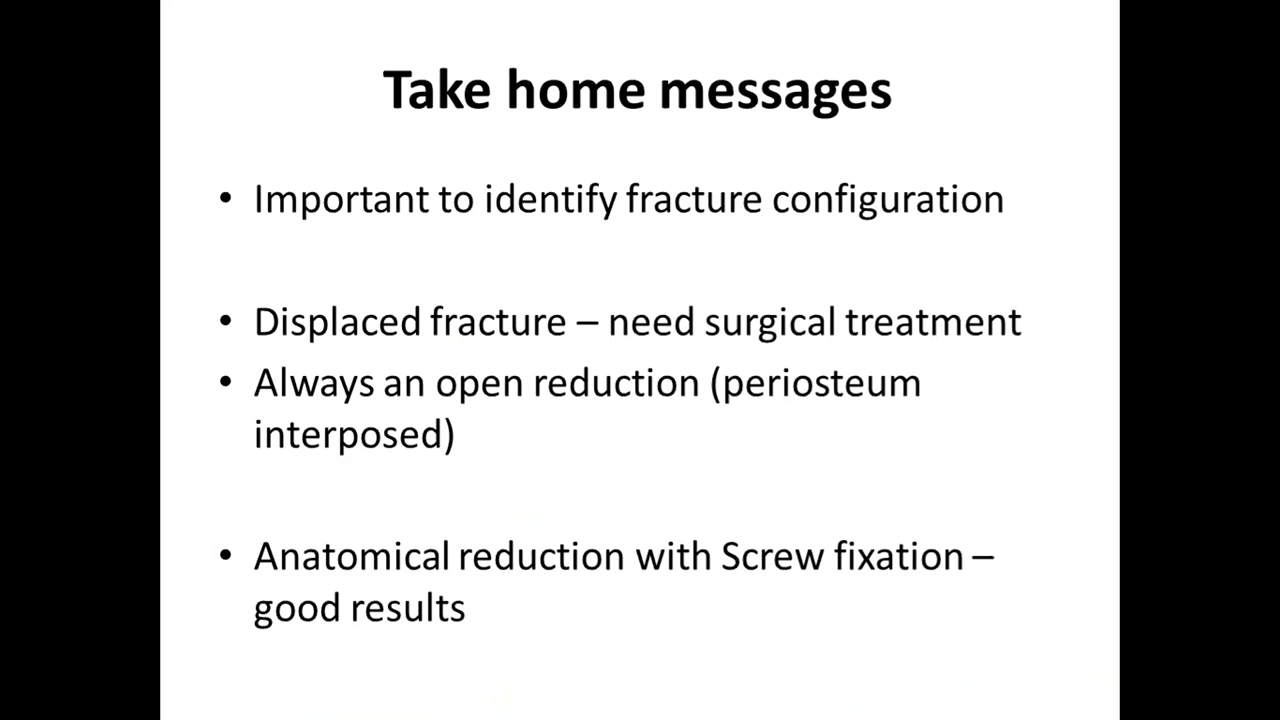 Take home messages
• Important to identify fracture configuration
• Displaced fracture – need surgical treatment
• Always an open reduction (periosteum
interposed)
• Anatomical reduction with Screw fixation –
good results